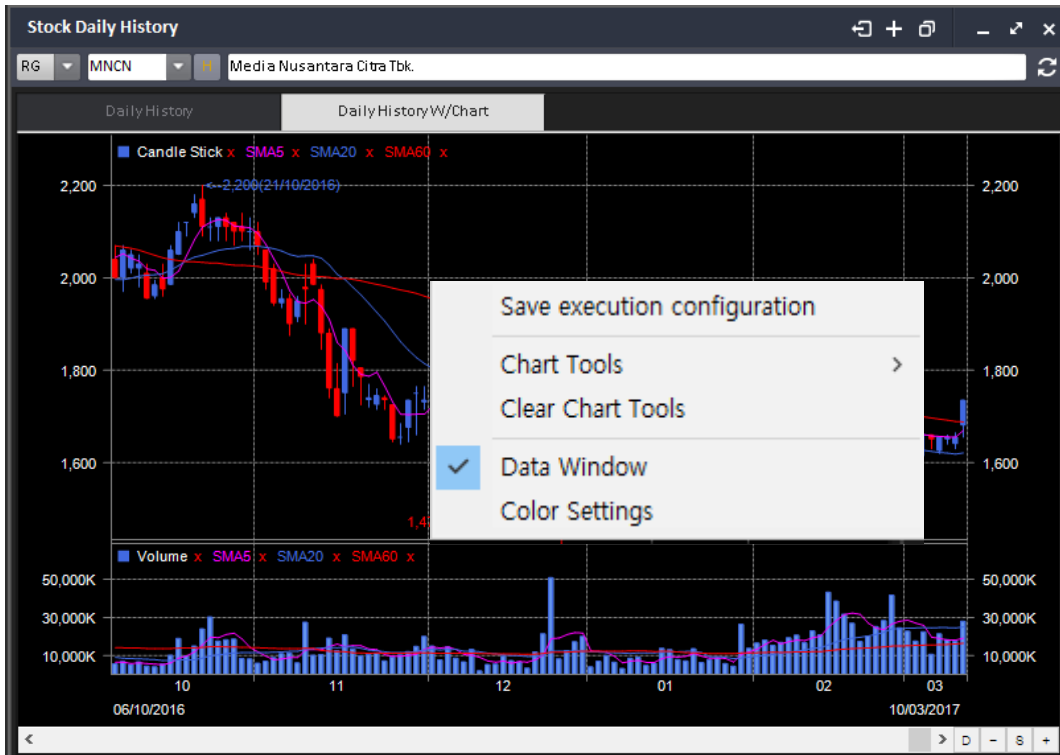 Stock Daily History
RG MNCN H Media Nusantara Citra Tbk.
Daily History Daily History W/Chart
Candle Stick x SMA5 x SMA20 x SMA60 x
2,200 <--2,200(21/10/2016) 2,200
2,000 2,000
Save execution configuration
1,800 Chart Tools > 1,800
Clear Chart Tools
1,600 Data Window 1,600
Color Settings
Volume x SMA5 x SMA20 x SMA60 x
50,000K 50,000K
30,000K 30,000K
10,000K 10,000K
10 11 12 01 02 03
06/10/2016 10/03/2017
< > D - S +